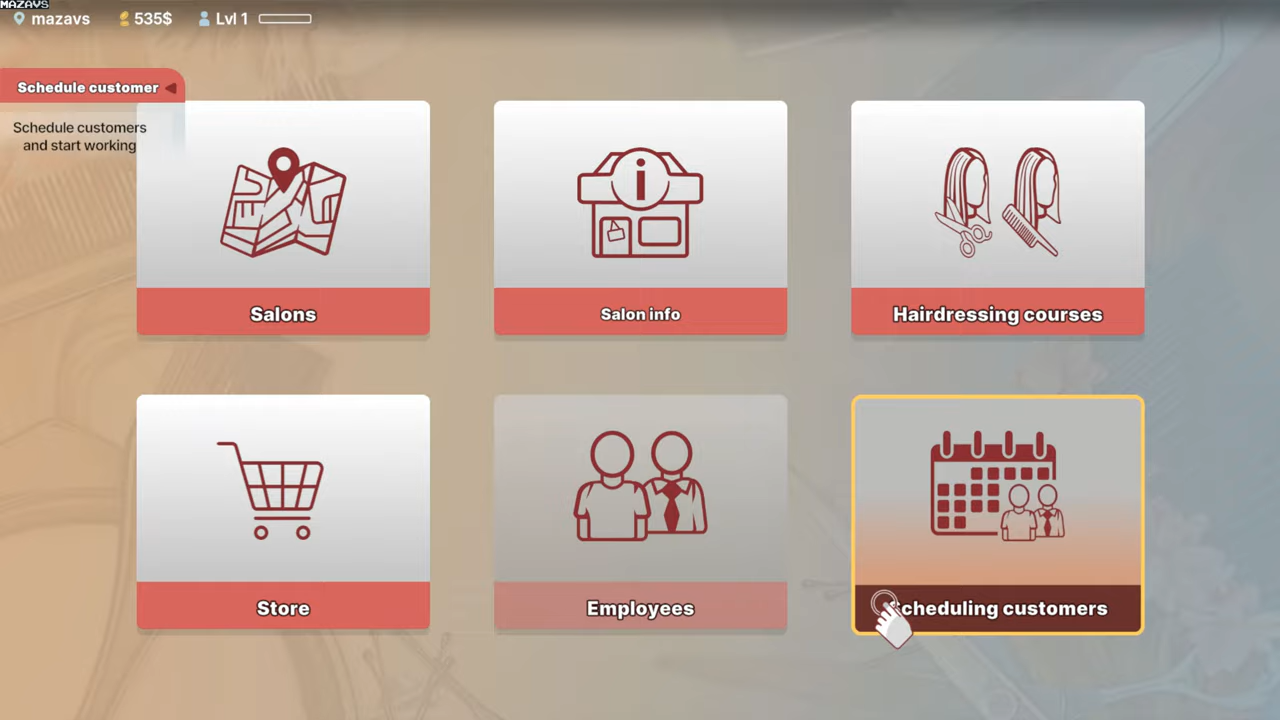 MAZAVS
mazavs 535$ Lvl 1
Schedule customer
Schedule customers
and start working
Salons
Salon info
Hairdressing courses
Store
Employees
Scheduling customers